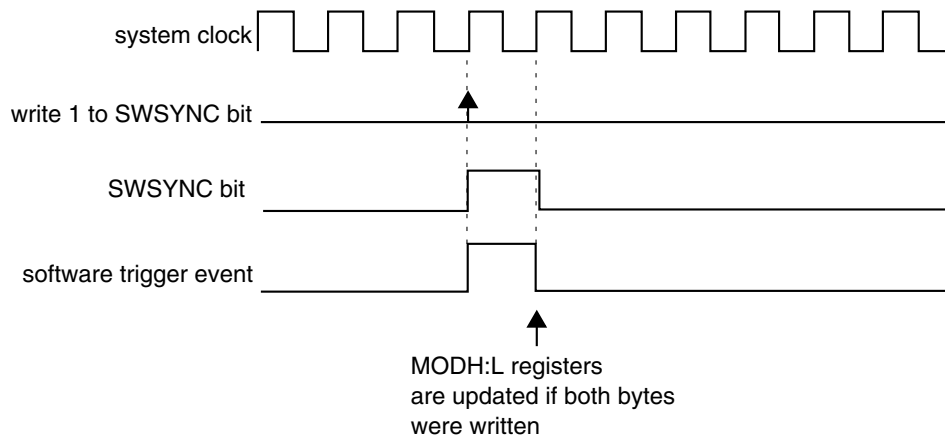 system clock
write 1 to SWSYNC bit
SWSYNC bit
software trigger event
MODH:L registers
are updated if both bytes
were written